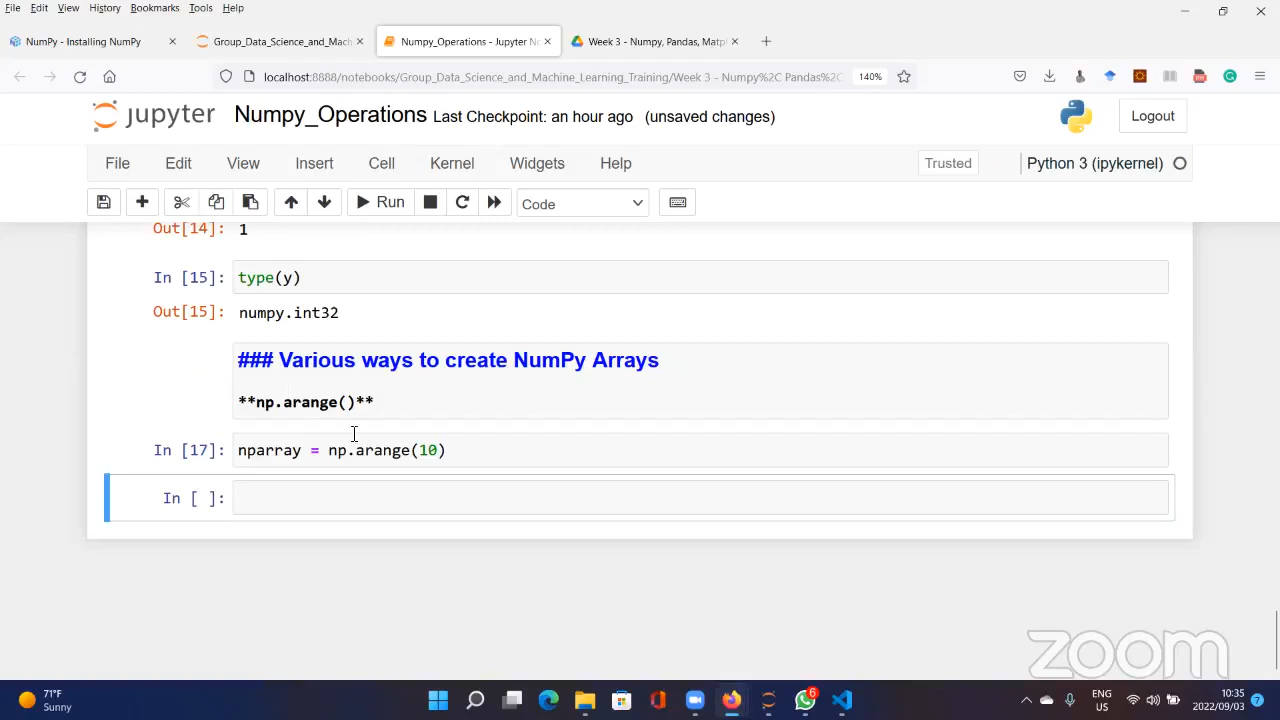 File Edit View History Bookmarks Tools Help
NumPy - Installing NumPy
Group_Data_Science_and_Mach
Numpy_Operations - Jupyter No
Week 3 - Numpy, Pandas, Matp
localhost:8888/notebooks/Group_Data_Science_and_Machine_Learning_Training/Week 3 - Numpy%2C Pandas%2C
140%
jupyter Numpy_Operations Last Checkpoint: an hour ago (unsaved changes)
Logout
File Edit View Insert Cell Kernel Widgets Help
Trusted
Python 3 (ipykernel)
Run
Code
Out[14]: 1
In [15]: type(y)
Out[15]: numpy.int32
### Various ways to create NumPy Arrays
**np.arange()**
In [17]: nparray = np.arange(10)
In [ ]:
zoom
71°F
Sunny
6
ENG
US
10:35
2022/09/03
7